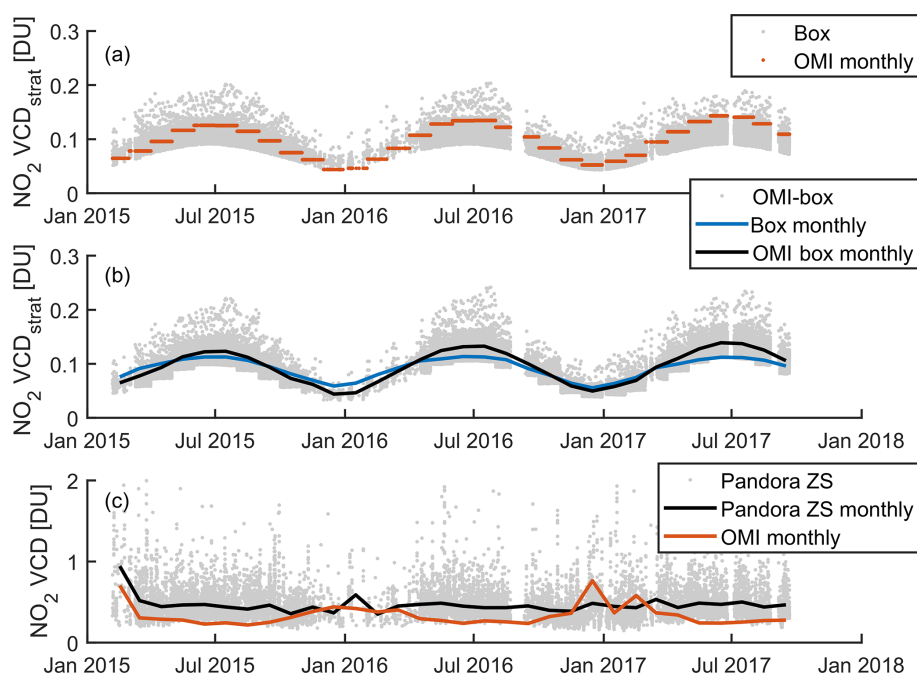 (a)
NO2 VCDstrat [DU]
0.3
0.2
0.1
0
Box
OMI monthly
Jan 2015 Jul 2015 Jan 2016 Jul 2016 Jan 2017
OMI-box
Box monthly
OMI box monthly
(b)
NO2 VCDstrat [DU]
0.3
0.2
0.1
0
Jan 2015 Jul 2015 Jan 2016 Jul 2016 Jan 2017 Jul 2017 Jan 2018
Pandora ZS
Pandora ZS monthly
OMI monthly
(c)
NO2 VCD [DU]
2
1
0
Jan 2015 Jul 2015 Jan 2016 Jul 2016 Jan 2017 Jul 2017 Jan 2018